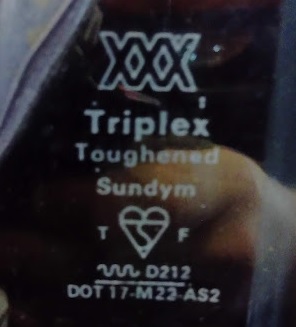 XXX
Triplex
Toughened
Sundym
T F
D212
DOT 17-M22-AS2